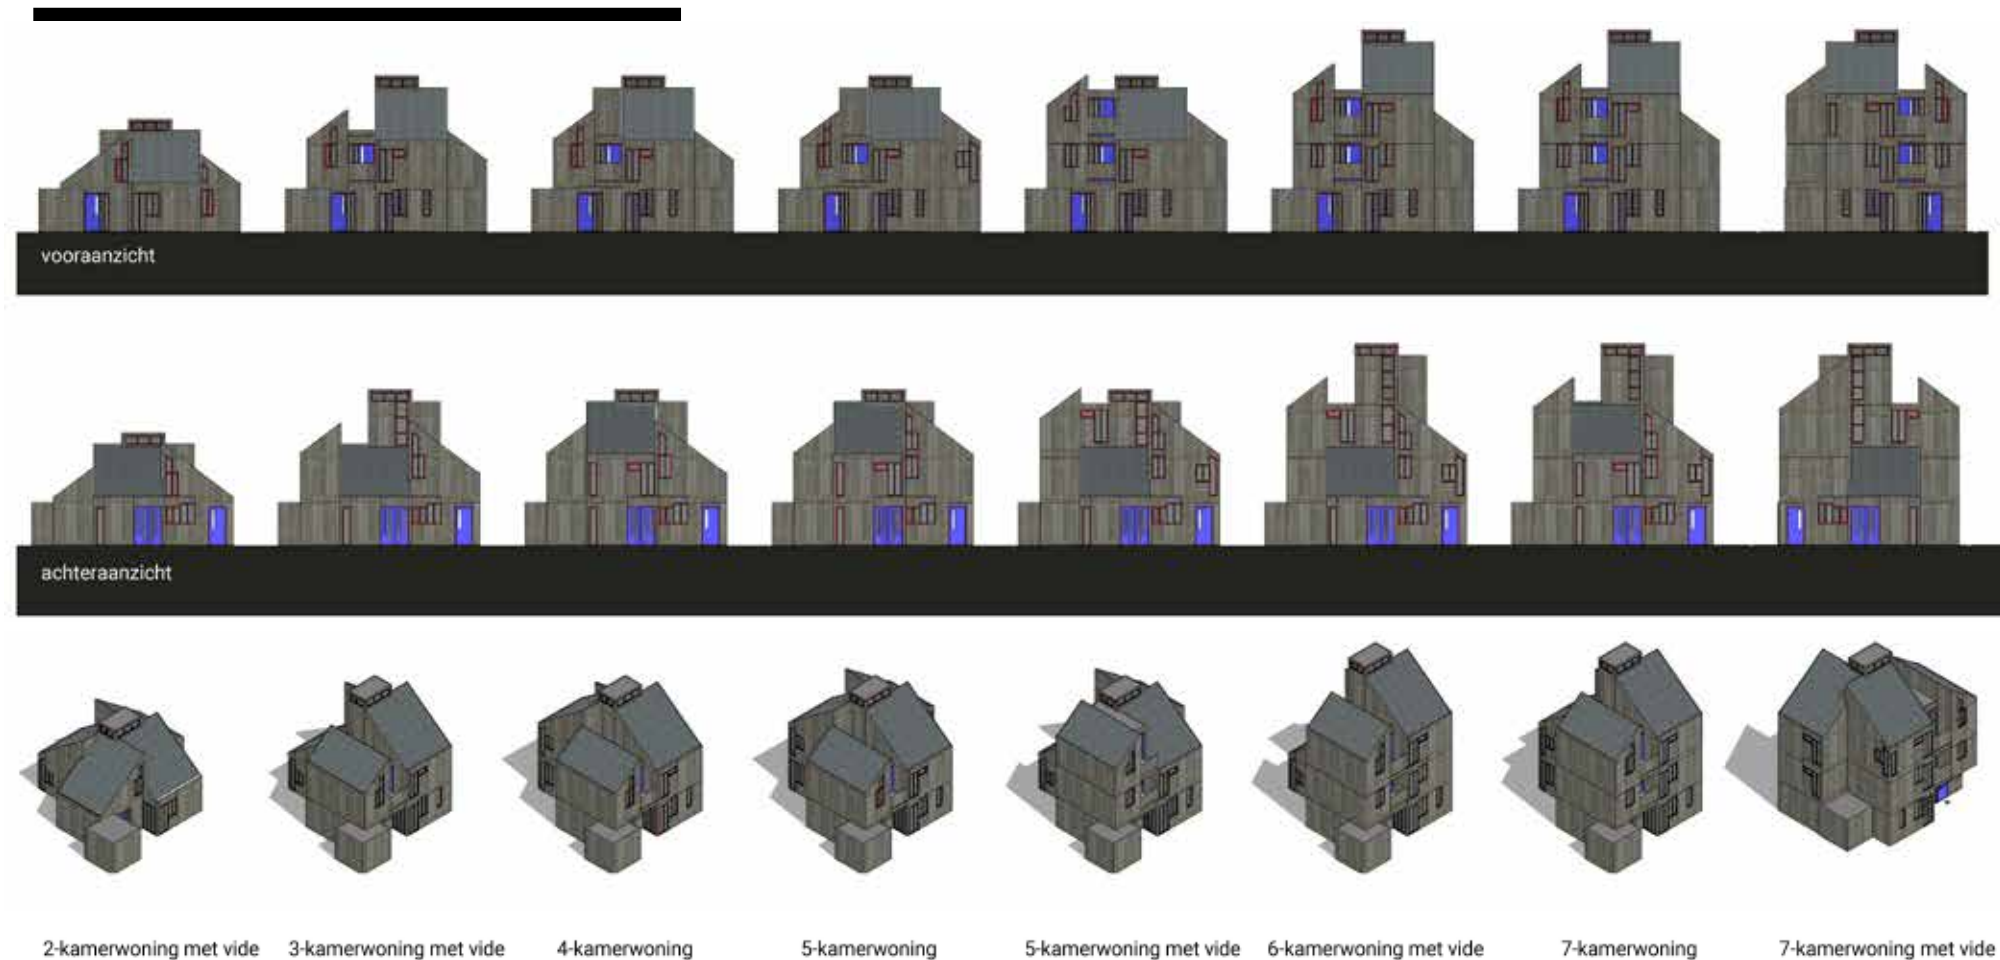 vooraanzicht
achteraanzicht
2-kamerwoning met vide
3-kamerwoning met vide
4-kamerwoning
5-kamerwoning
5-kamerwoning met vide
6-kamerwoning met vide
7-kamerwoning
7-kamerwoning met vide